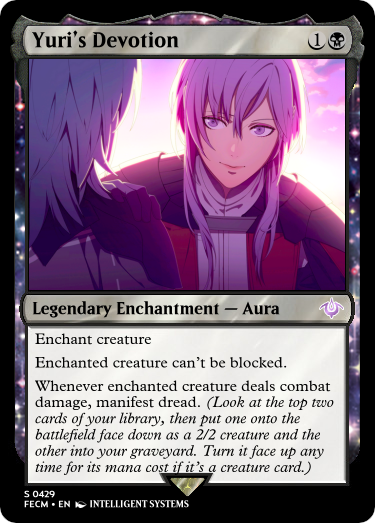 Yuri's Devotion 1
Legendary Enchantment — Aura
Enchant creature
Enchanted creature can't be blocked.
Whenever enchanted creature deals combat
damage, manifest dread. (Look at the top two
cards of your library, then put one onto the
battlefield face down as a 2/2 creature and the
other into your graveyard. Turn it face up any
time for its mana cost if it's a creature card.)
S 0429
FECM • EN INTELLIGENT SYSTEMS